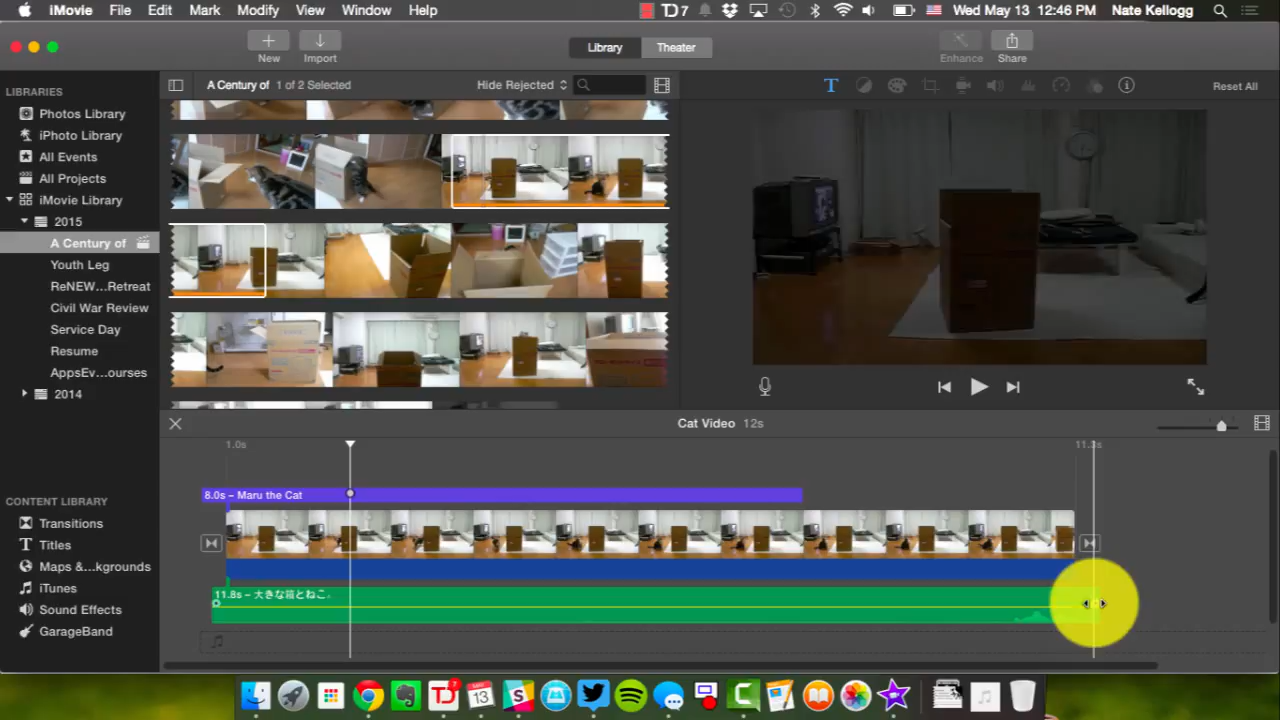 iMovie File Edit Mark Modify View Window Help 7 Wed May 13 12:46 PM Nate Kellogg
New Import Library Theater Enhance Share
LIBRARIES
Photos Library
iPhoto Library
All Events
All Projects
iMovie Library
2015
A Century of
Youth Leg
ReNEW…Retreat
Civil War Review
Service Day
Resume
AppsEv…ourses
2014
A Century of 1 of 2 Selected Hide Rejected
T Reset All
Cat Video 12s
1.0s
8.0s – Maru the Cat
11.8s – 大きな箱とねこ。
CONTENT LIBRARY
Transitions
T Titles
Maps &…kgrounds
iTunes
Sound Effects
GarageBand
13